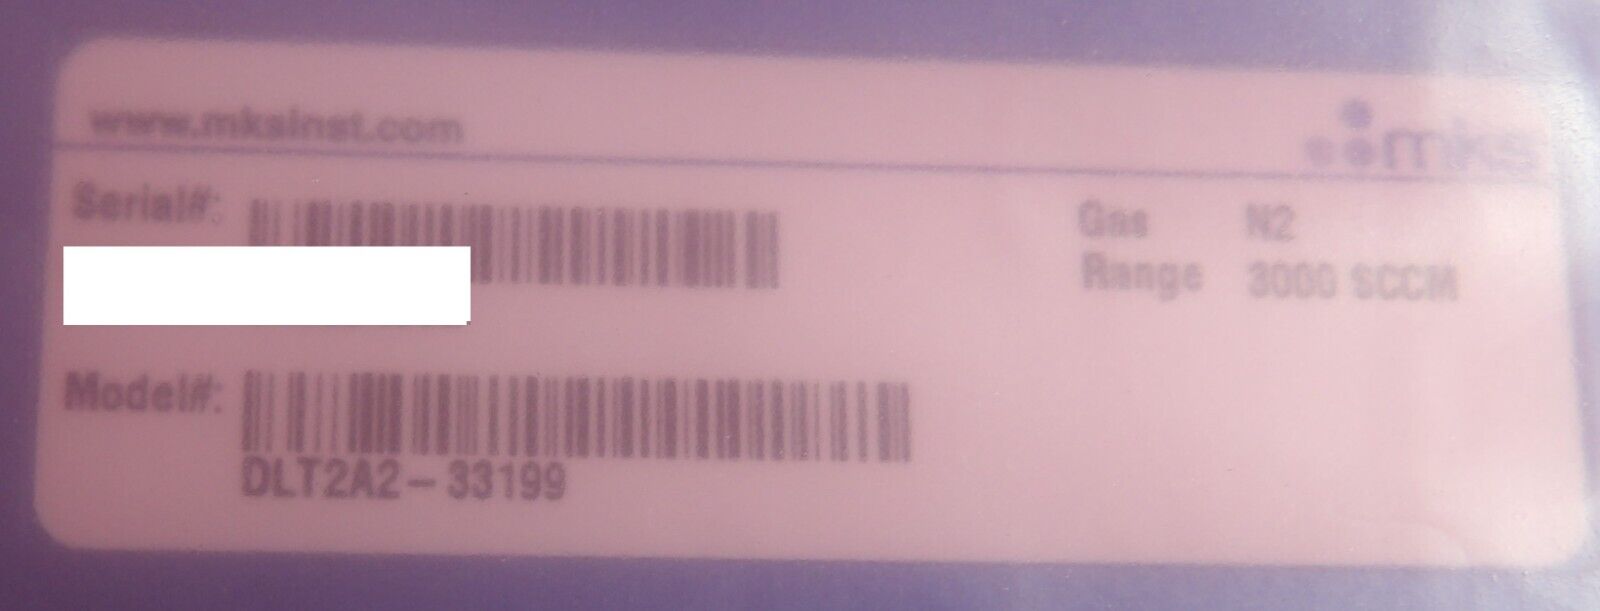 www.mksinst.com
mks
Serial#:
Gas N2
Range 3000 SCCM
Model#:
DLT2A2-33199